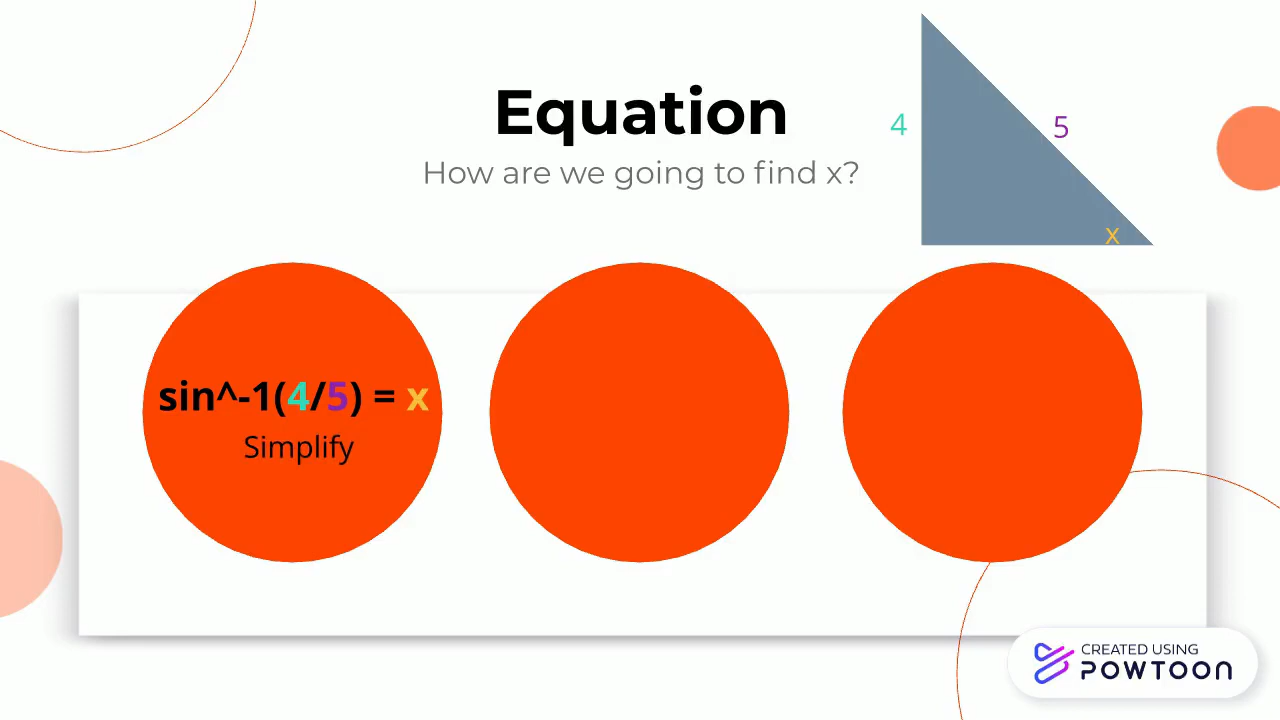 Equation
How are we going to find x?
4
5
x
sin^-1(4/5) = x
Simplify
CREATED USING
POWTOON